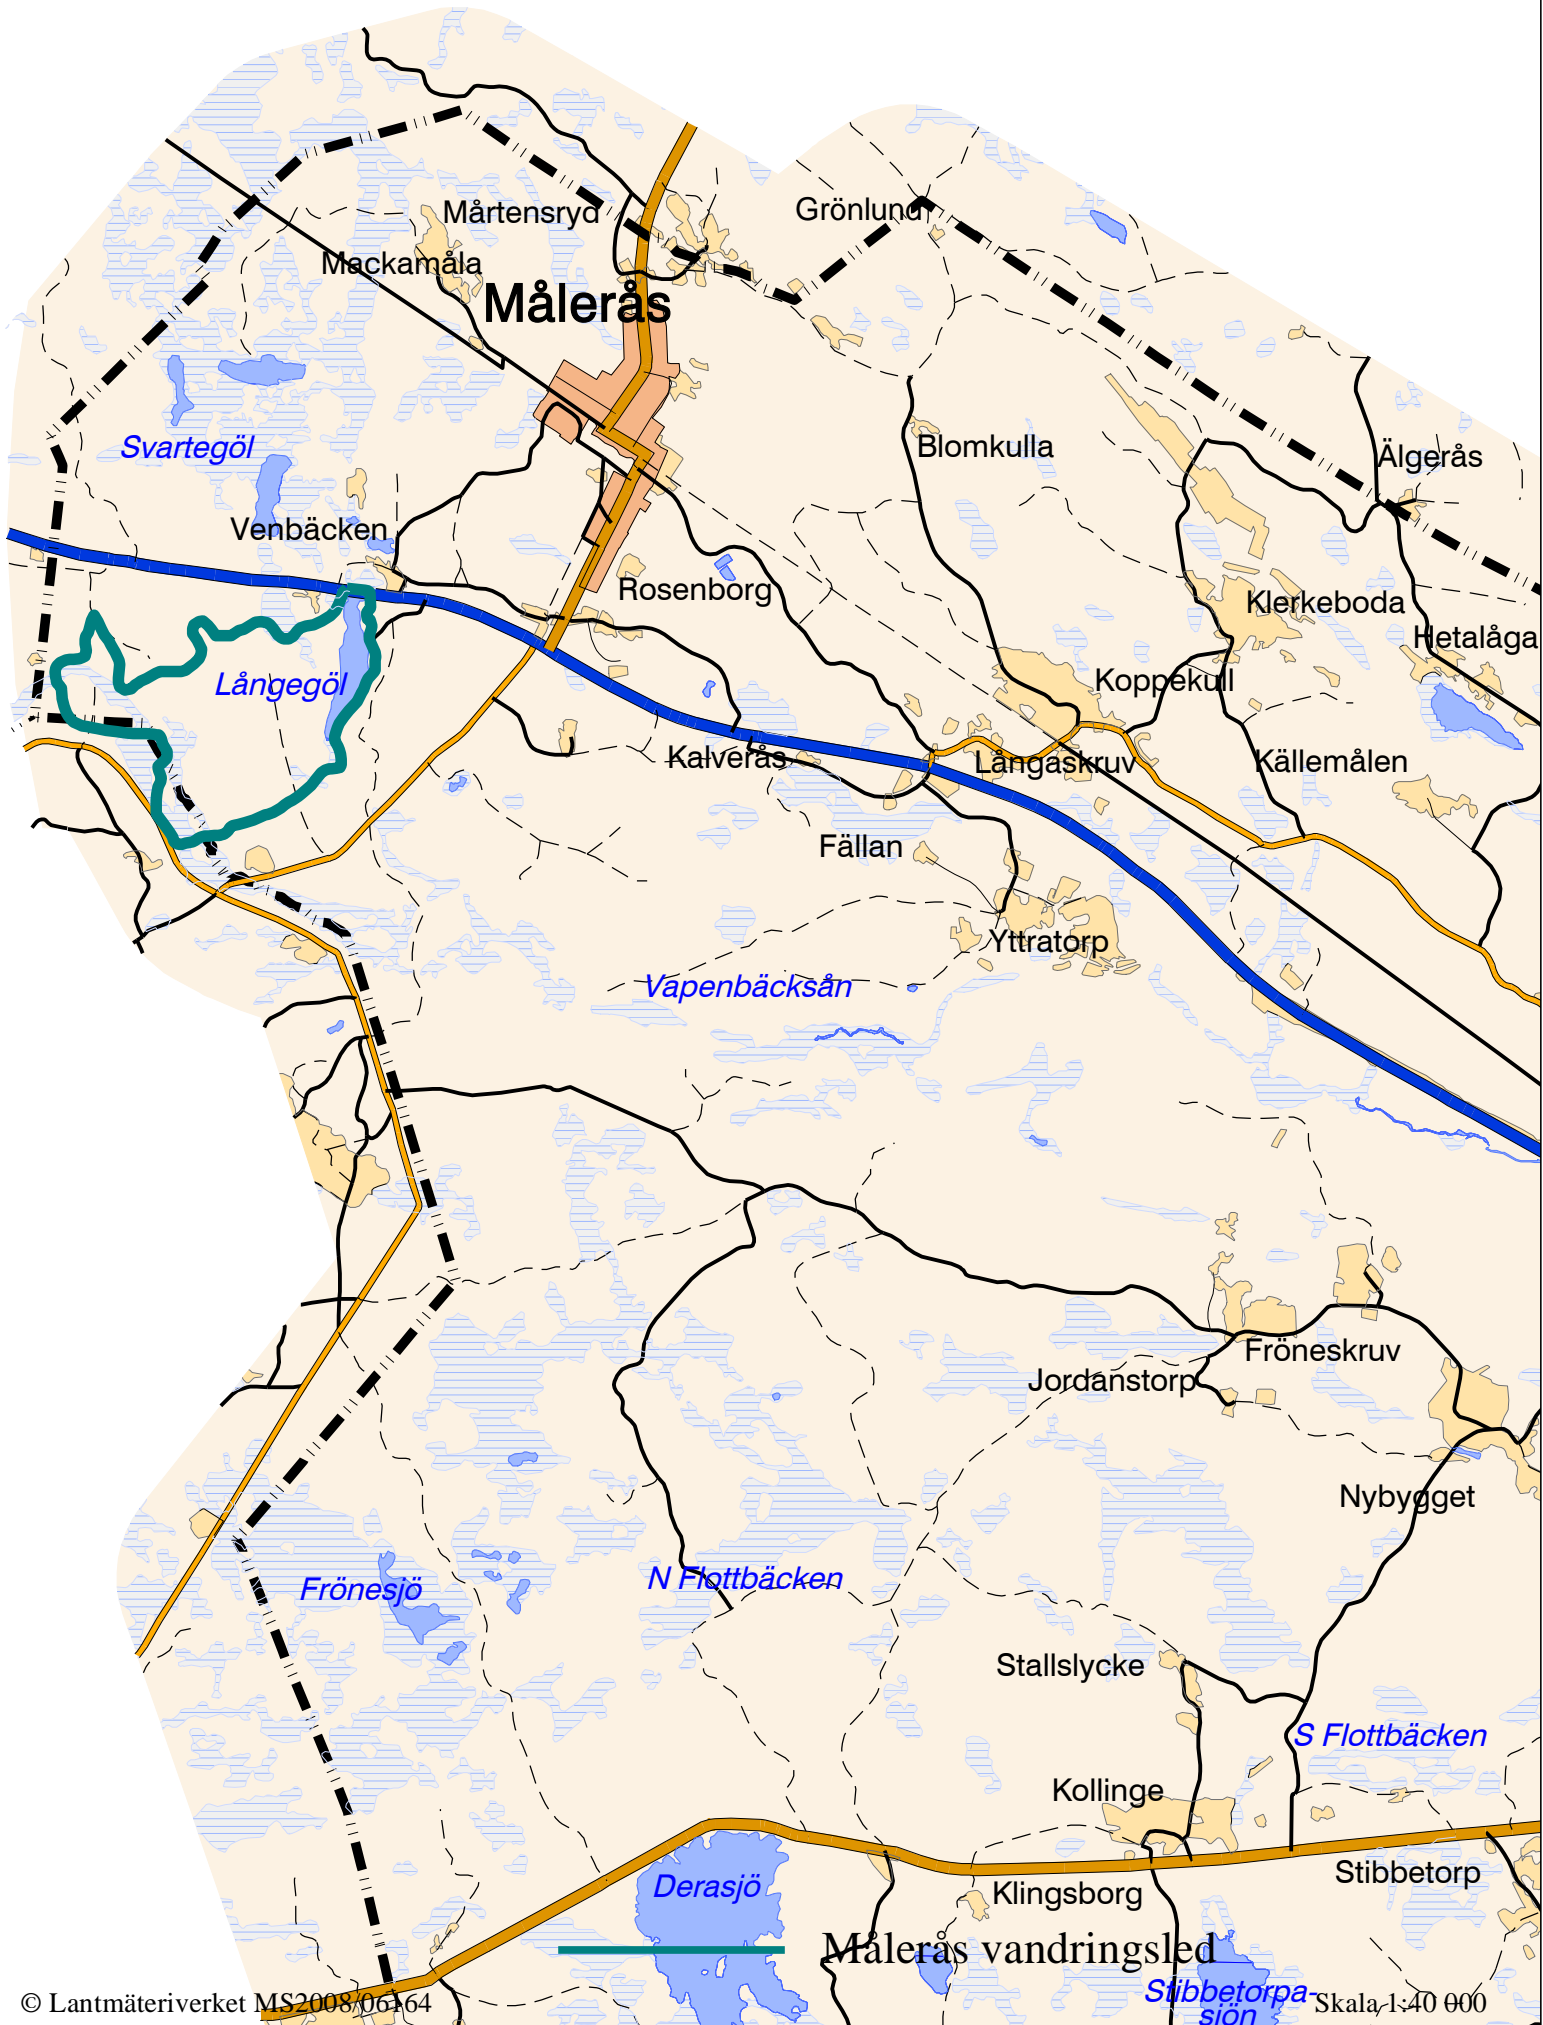 Mårtensryd
Grönlund
Mackamåla
Målerås
Svartegöl
Blomkulla
Älgerås
Venbäcken
Rosenborg
Klerkeboda
Hetalåga
Långegöl
Koppekull
Kalverås
Långaskruv
Källemålen
Fällan
Yttratorp
Vapenbäcksån
Fröneskruv
Jordanstorp
Nybygget
Frönesjö
N Flottbäcken
Stallslycke
S Flottbäcken
Kollinge
Stibbetorp
Derasjö
Klingsborg
Målerås vandringsled
Stibbetorpa-
sjön
© Lantmäteriverket MS2008/06164
Skala 1:40 000